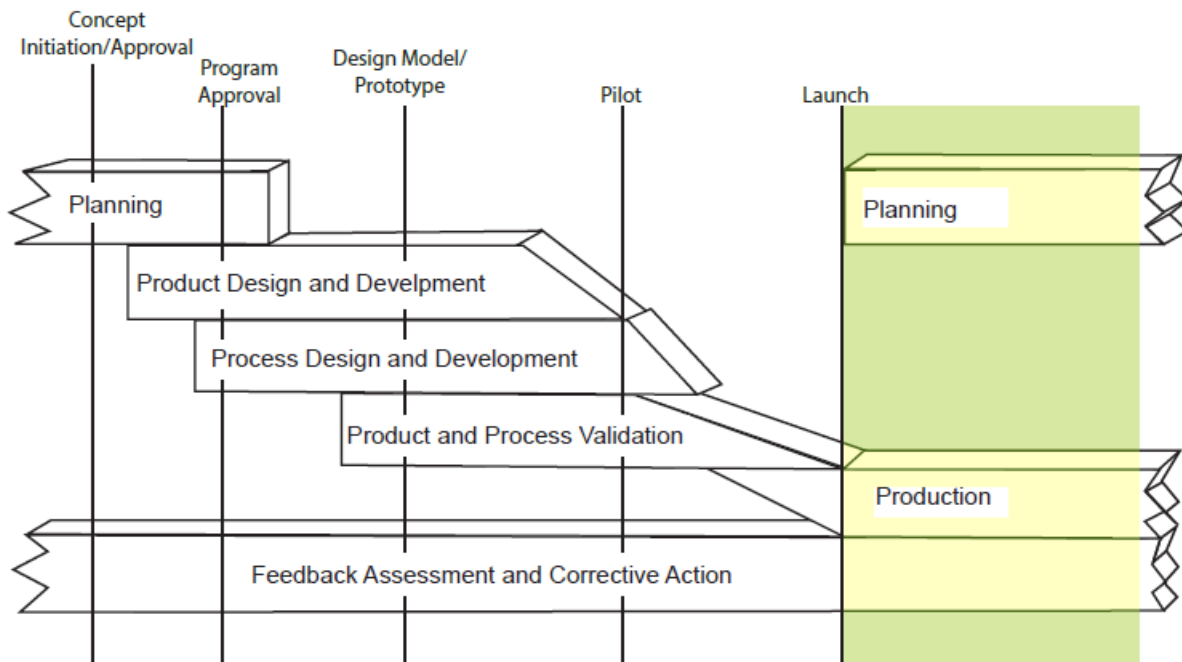 Concept
Initiation/Approval
Program
Approval
Design Model/
Prototype
Pilot
Launch
Planning
Planning
Product Design and Develpment
Process Design and Development
Product and Process Validation
Production
Feedback Assessment and Corrective Action